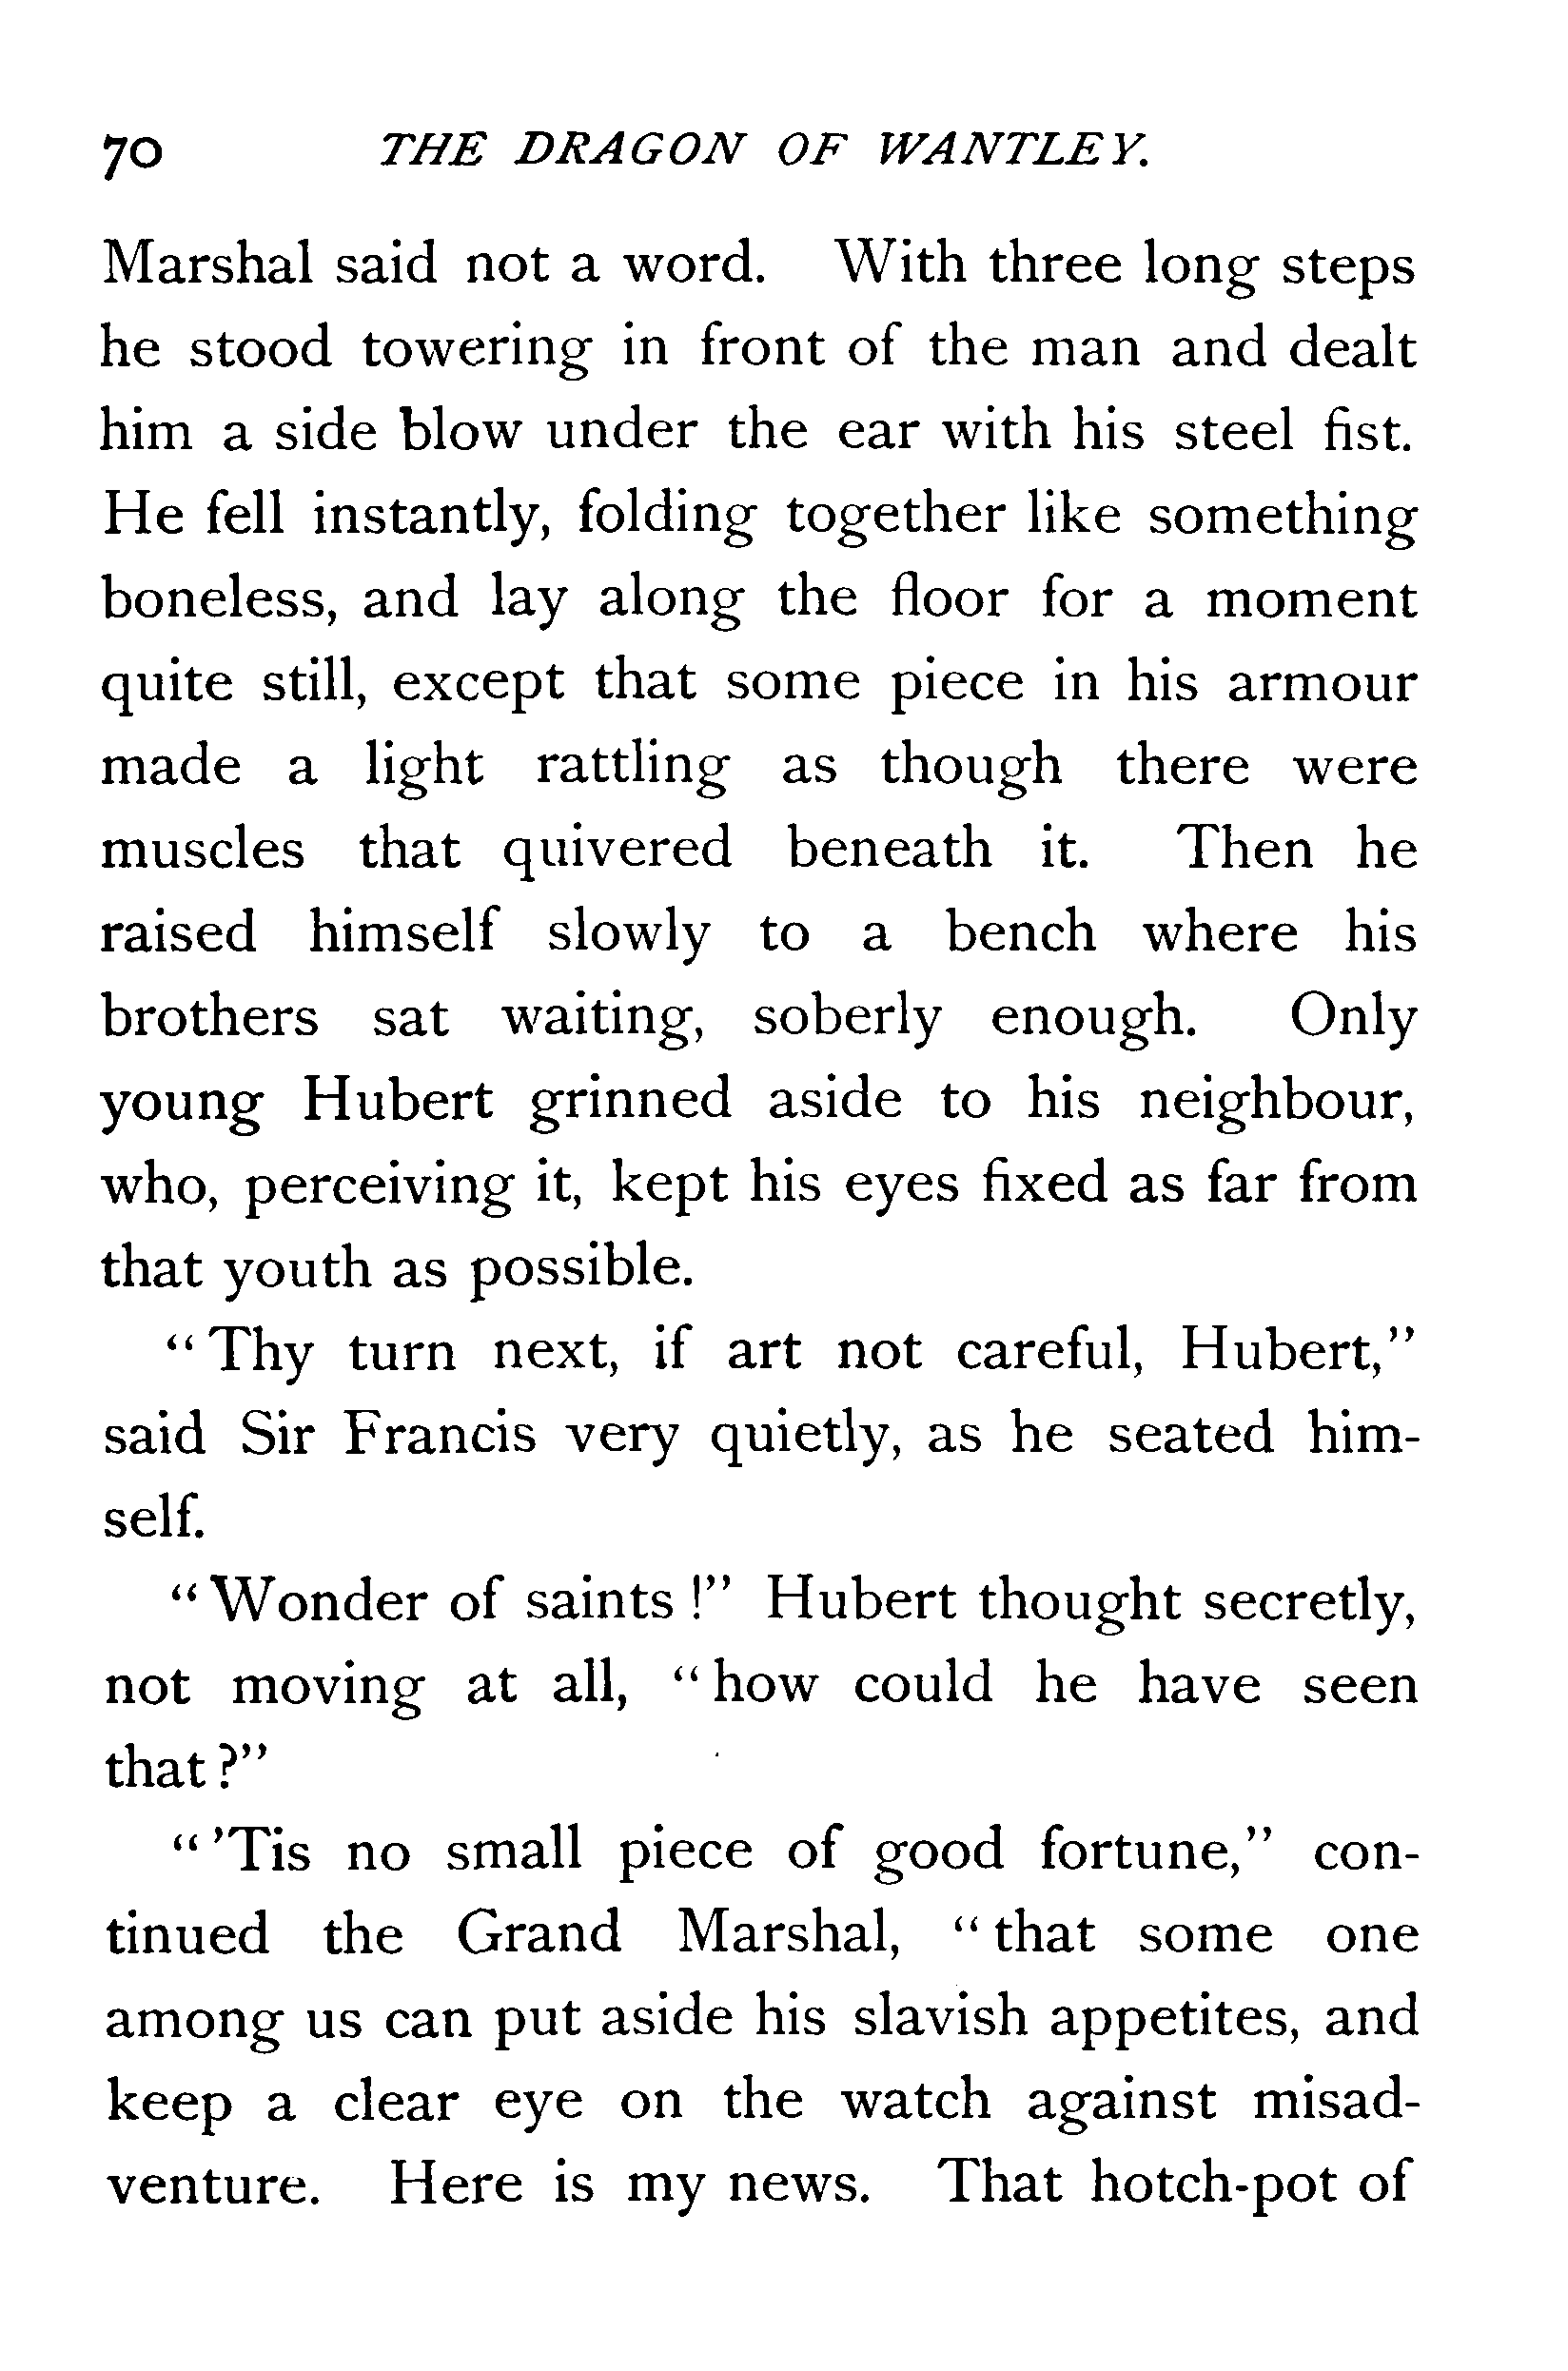 70 THE DRAGON OF WANTLEY.
Marshal said not a word. With three long steps
he stood towering in front of the man and dealt
him a side blow under the ear with his steel fist.
He fell instantly, folding together like something
boneless, and lay along the floor for a moment
quite still, except that some piece in his armour
made a light rattling as though there were
muscles that quivered beneath it. Then he
raised himself slowly to a bench where his
brothers sat waiting, soberly enough. Only
young Hubert grinned aside to his neighbour,
who, perceiving it, kept his eyes fixed as far from
that youth as possible.
“Thy turn next, if art not careful, Hubert,”
said Sir Francis very quietly, as he seated him-
self.
“Wonder of saints!” Hubert thought secretly,
not moving at all, “how could he have seen
that?”
“’Tis no small piece of good fortune,” con-
tinued the Grand Marshal, “that some one
among us can put aside his slavish appetites, and
keep a clear eye on the watch against misad-
venture. Here is my news. That hotch-pot of